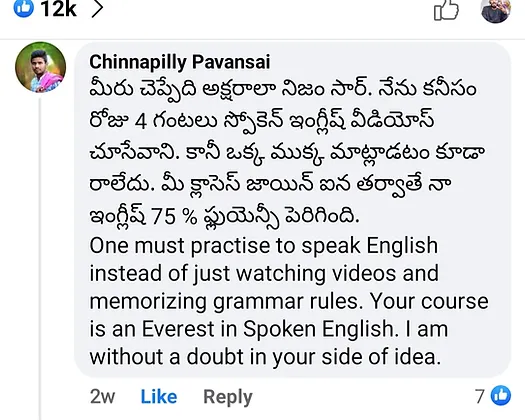 12k >
Chinnapilly Pavansai
మీరు చెప్పేది అక్షరాలా నిజం సార్. నేను కనీసం
రోజు 4 గంటలు స్పోకెన్ ఇంగ్లీష్ వీడియోస్
చూసేవాని. కానీ ఒక్క ముక్క మాట్లాడటం కూడా
రాలేదు. మీ క్లాసెస్ జాయిన్ ఐన తర్వాతే నా
ఇంగ్లీష్ 75 % ఫ్లుయెన్సీ పెరిగింది.
One must practise to speak English
instead of just watching videos and
memorizing grammar rules. Your course
is an Everest in Spoken English. I am
without a doubt in your side of idea.
2w Like Reply 7